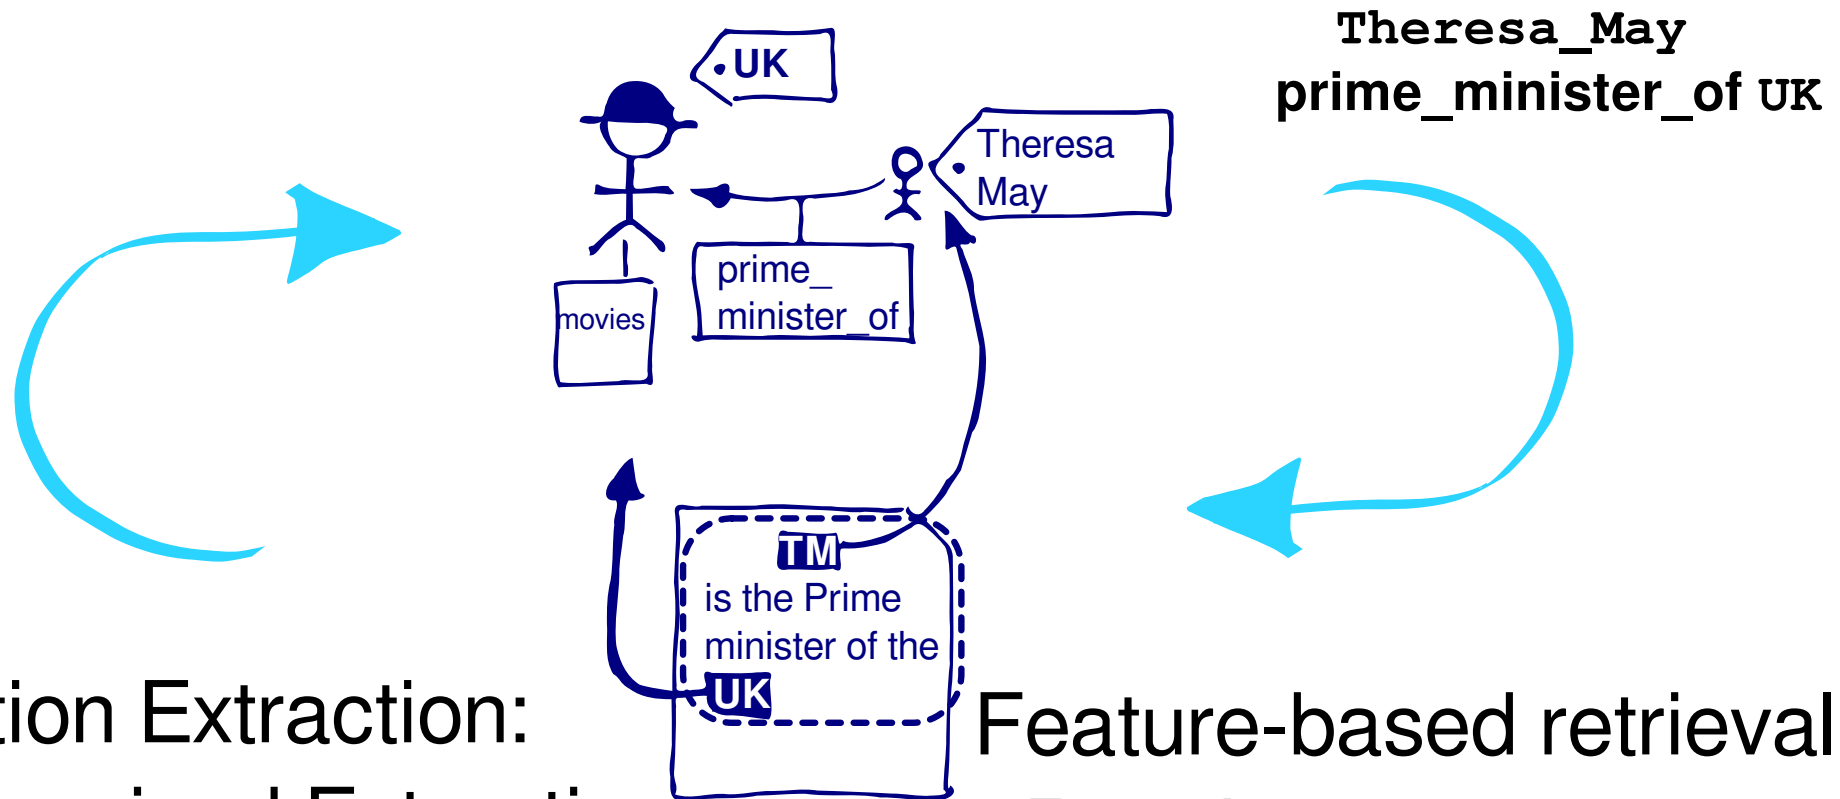 Theresa_May
prime_minister_of UK
UK
Theresa
May
prime_
minister_of
movies
TM
is the Prime
minister of the
UK
Extraction:
Feature-based retrieval